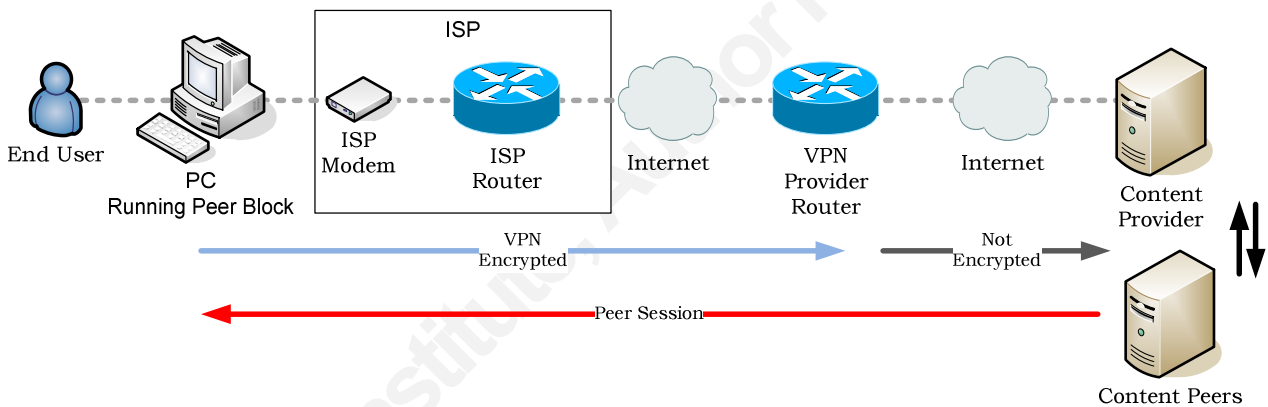 ISP
End User
PC
Running Peer Block
ISP
Modem
ISP
Router
Internet
VPN
Provider
Router
Internet
Content
Provider
VPN
Encrypted
Not
Encrypted
Peer Session
Content Peers